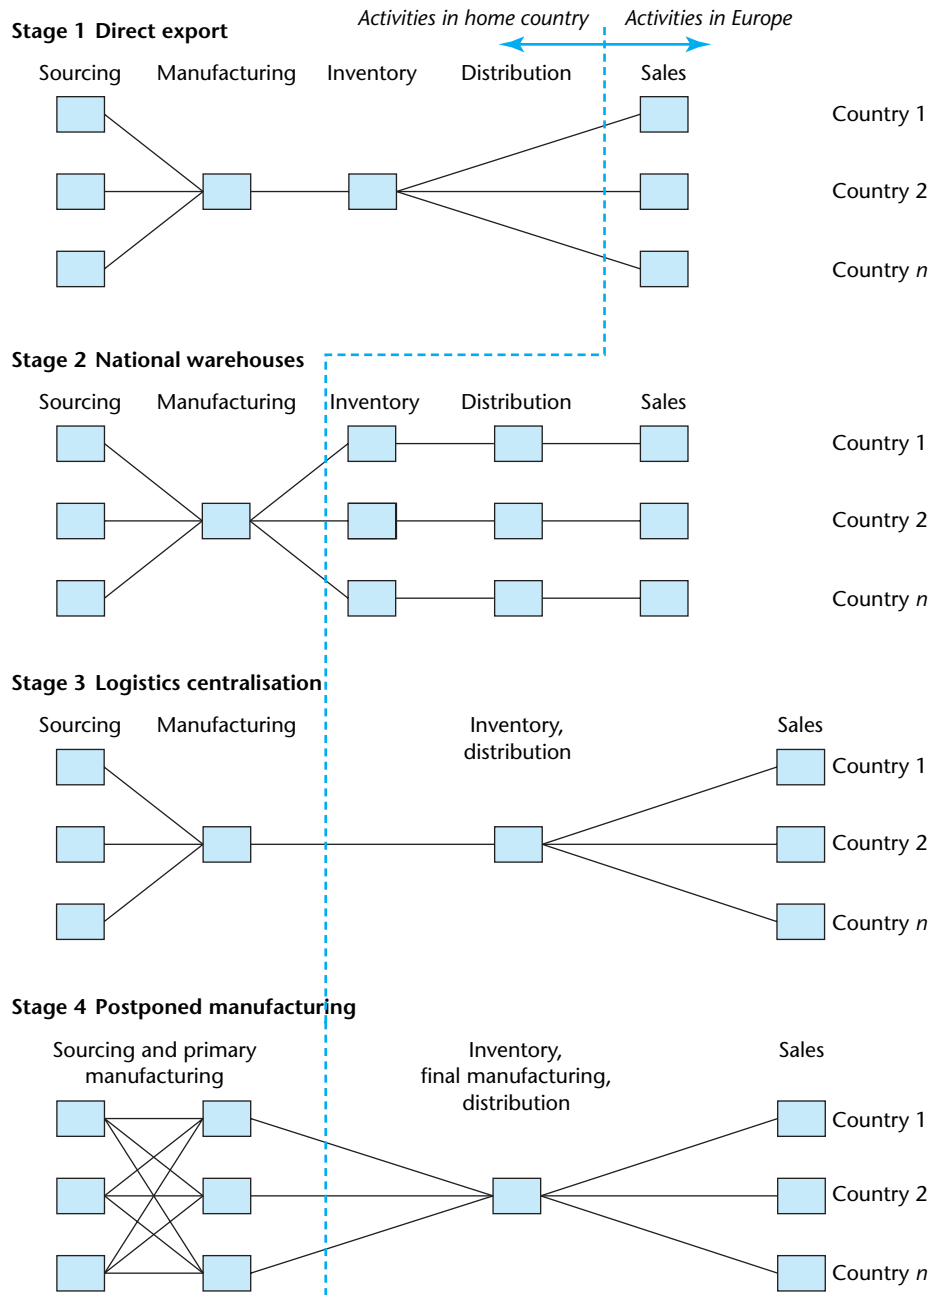 Activities in home country
Activities in Europe
Stage 1 Direct export
Sourcing Manufacturing Inventory Distribution Sales
Country 1
Country 2
Country n
Stage 2 National warehouses
Sourcing Manufacturing Inventory Distribution Sales
Country 1
Country 2
Country n
Stage 3 Logistics centralisation
Sourcing Manufacturing Inventory, Sales
distribution
Country 1
Country 2
Country n
Stage 4 Postponed manufacturing
Sourcing and primary
manufacturing
Inventory,
final manufacturing,
distribution
Sales
Country 1
Country 2
Country n